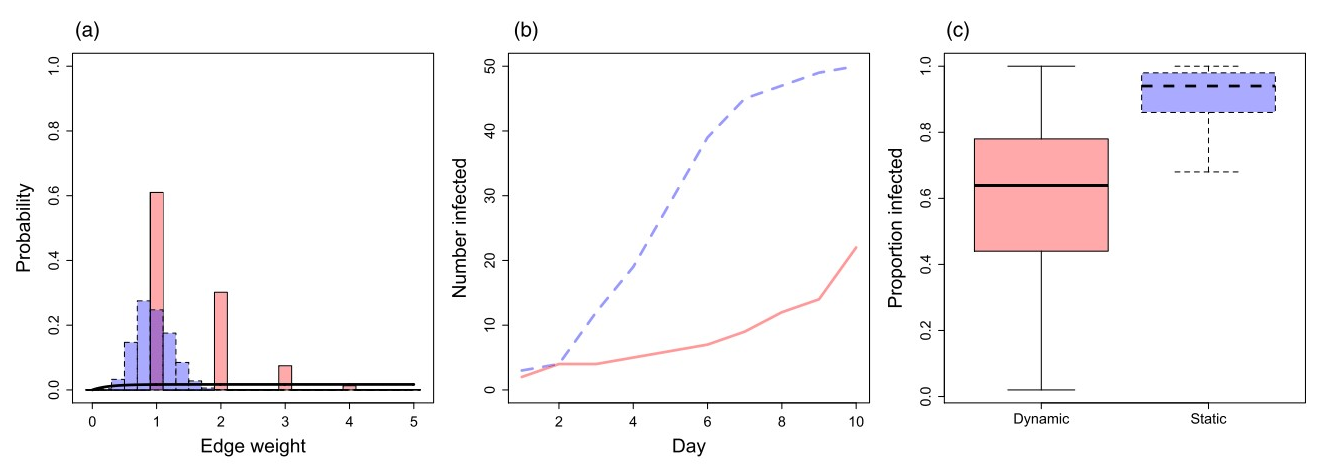 (a)
Probability
0.0 0.2 0.4 0.6 0.8 1.0
0 1 2 3 4 5
Edge weight
(b)
Number infected
0 10 20 30 40 50
2 4 6 8 10
Day
(c)
Proportion infected
0.0 0.2 0.4 0.6 0.8 1.0
Dynamic Static